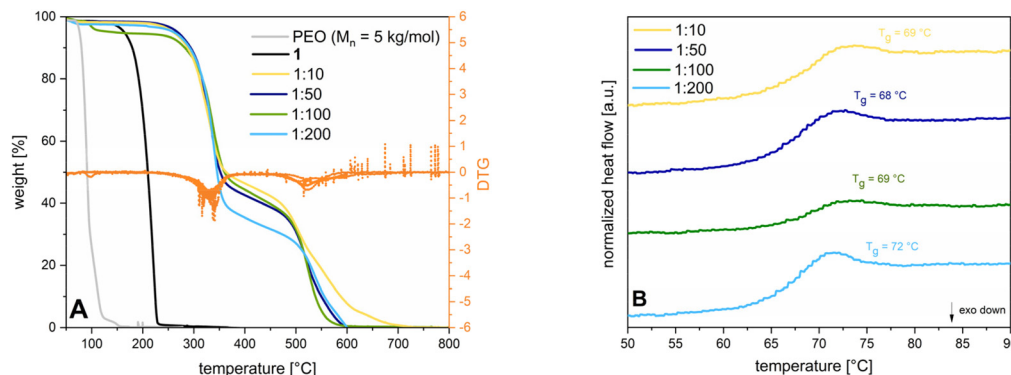 weight [%]
100
80
60
40
20
0
PEO (Mn = 5 kg/mol)
1
1:10
1:50
1:100
1:200
6
5
4
3
2
1
0
-1
-2
-3
-4
-5
-6
DTG
A
100 200 300 400 500 600 700 800
temperature [°C]
normalized heat flow [a.u.]
1:10
1:50
1:100
1:200
Tg = 69 °C
Tg = 68 °C
Tg = 69 °C
Tg = 72 °C
B
exo down
50 55 60 65 70 75 80 85 90
temperature [°C]